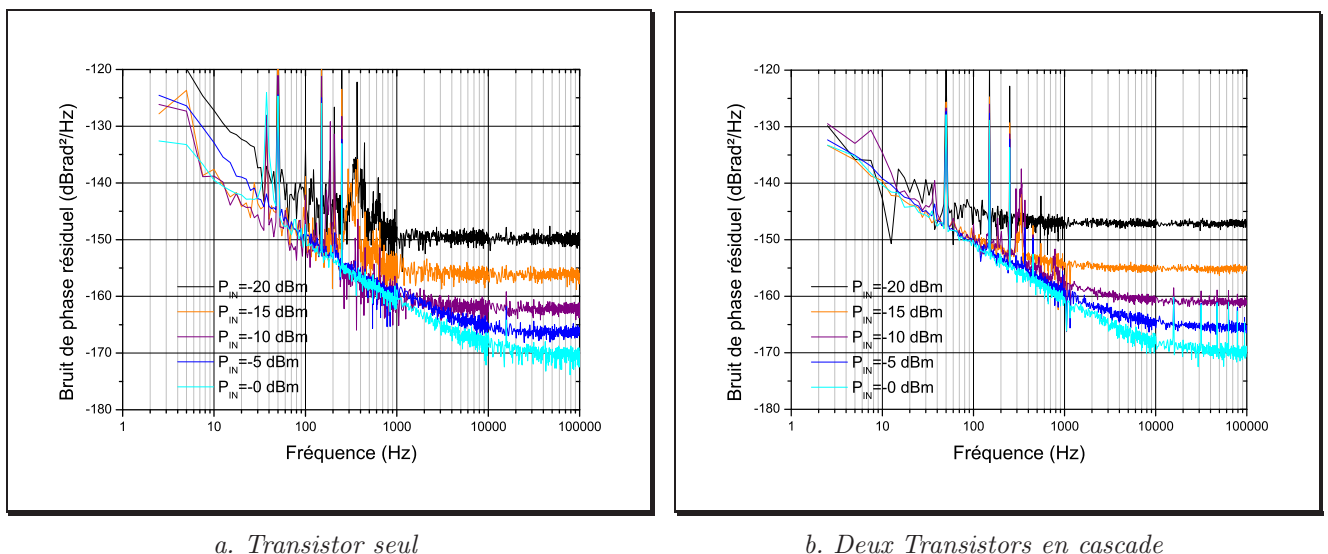 -120
-130
-140
-150
-160
-170
-180
Bruit de phase résiduel (dBrad²/Hz)
P_IN=-20 dBm
P_IN=-15 dBm
P_IN=-10 dBm
P_IN=-5 dBm
P_IN=-0 dBm
1 10 100 1000 10000 100000
Fréquence (Hz)
a. Transistor seul
-120
-130
-140
-150
-160
-170
-180
Bruit de phase résiduel (dBrad²/Hz)
P_IN=-20 dBm
P_IN=-15 dBm
P_IN=-10 dBm
P_IN=-5 dBm
P_IN=-0 dBm
1 10 100 1000 10000 100000
Fréquence (Hz)
b. Deux Transistors en cascade